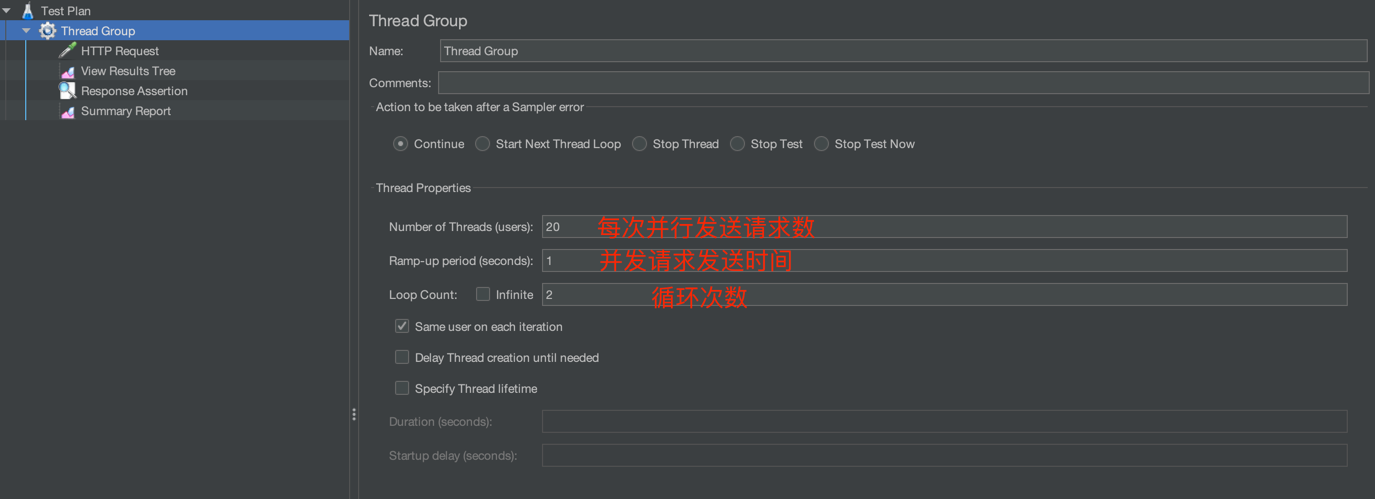 Test Plan
Thread Group
HTTP Request
View Results Tree
Response Assertion
Summary Report
Thread Group
Name: Thread Group
Comments:
Action to be taken after a Sampler error
Continue Start Next Thread Loop Stop Thread Stop Test Stop Test Now
Thread Properties
Number of Threads (users): 20 每次并行发送请求数
Ramp-up period (seconds): 1 并发请求发送时间
Loop Count: Infinite 2 循环次数
Same user on each iteration
Delay Thread creation until needed
Specify Thread lifetime
Duration (seconds):
Startup delay (seconds):